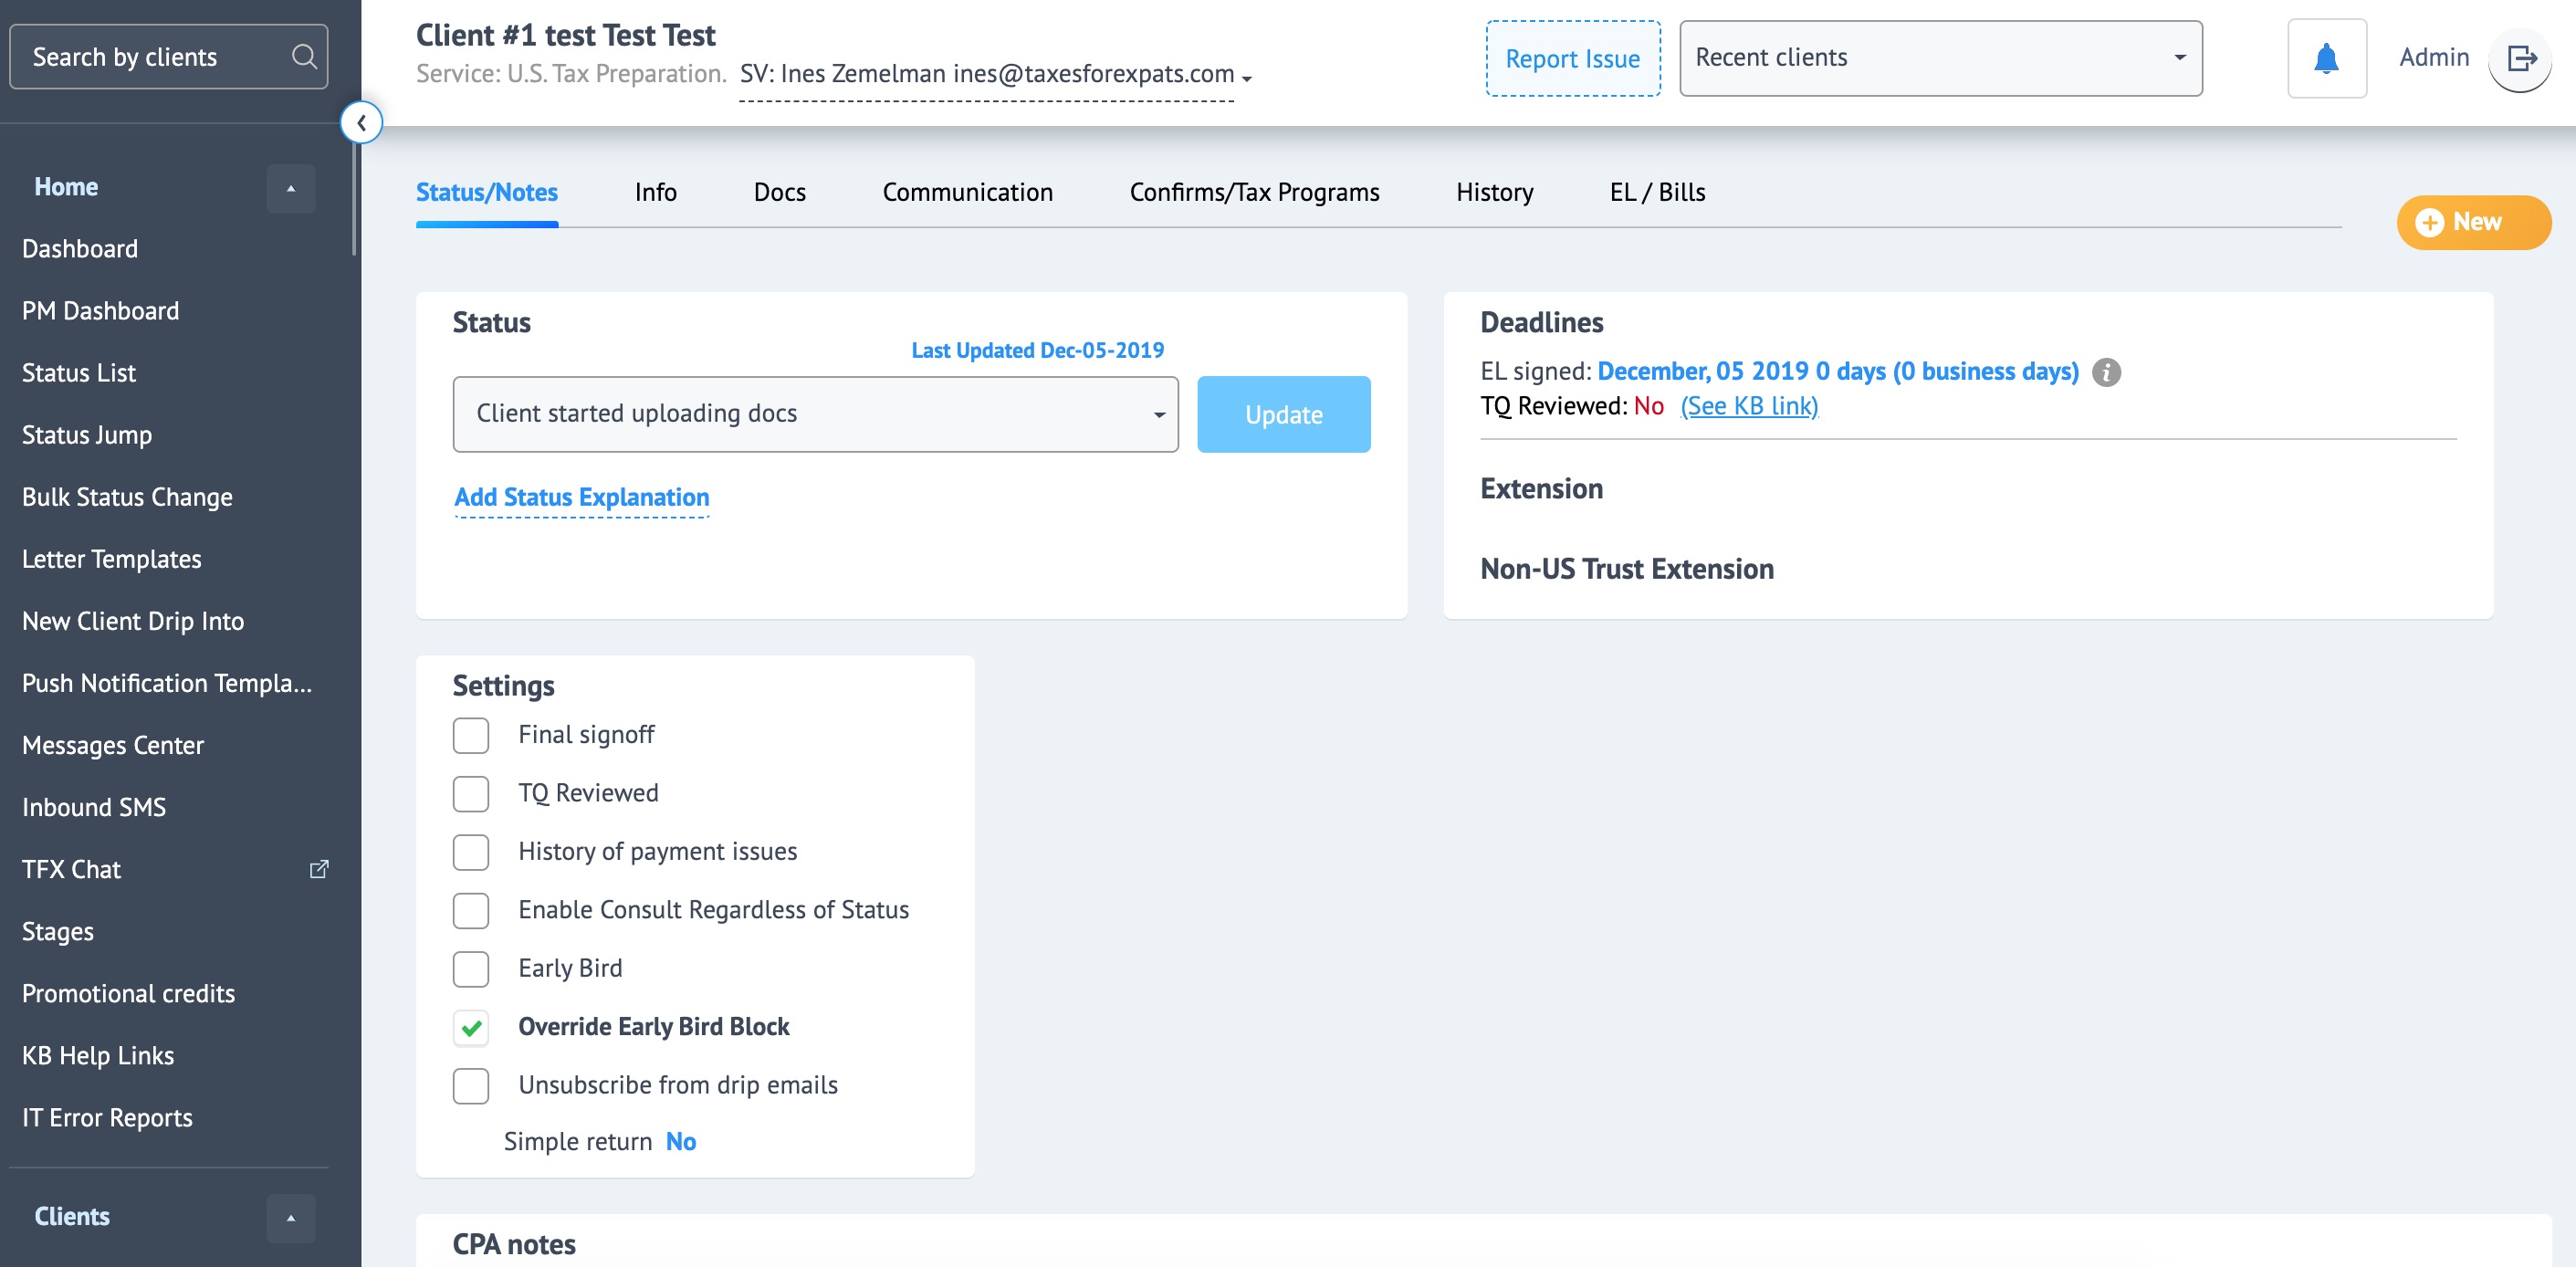 Search by clients
Client #1 test Test Test
Service: U.S. Tax Preparation. SV: Ines Zemelman ines@taxesforexpats.com
Report Issue
Recent clients
Admin
Home
Dashboard
PM Dashboard
Status List
Status Jump
Bulk Status Change
Letter Templates
New Client Drip Into
Push Notification Templa...
Messages Center
Inbound SMS
TFX Chat
Stages
Promotional credits
KB Help Links
IT Error Reports
Clients
Status/Notes
Info
Docs
Communication
Confirms/Tax Programs
History
EL / Bills
New
Status
Last Updated Dec-05-2019
Client started uploading docs
Update
Add Status Explanation
Deadlines
EL signed: December, 05 2019 0 days (0 business days)
TQ Reviewed: No (See KB link)
Extension
Non-US Trust Extension
Settings
Final signoff
TQ Reviewed
History of payment issues
Enable Consult Regardless of Status
Early Bird
Override Early Bird Block
Unsubscribe from drip emails
Simple return No
CPA notes